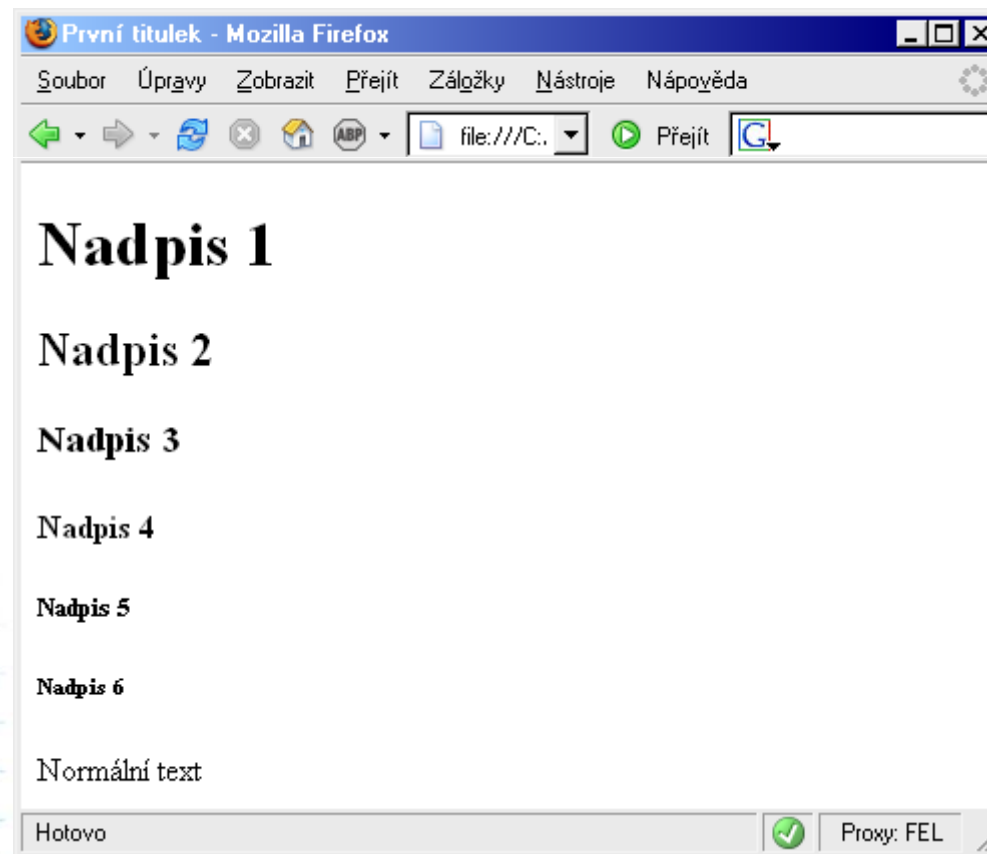 První titulek - Mozilla Firefox
Soubor Úpravy Zobrazit Přejít Záložky Nástroje Nápověda
ABP file:///C:. Přejít G
Nadpis 1
Nadpis 2
Nadpis 3
Nadpis 4
Nadpis 5
Nadpis 6
Normální text
Hotovo Proxy: FEL